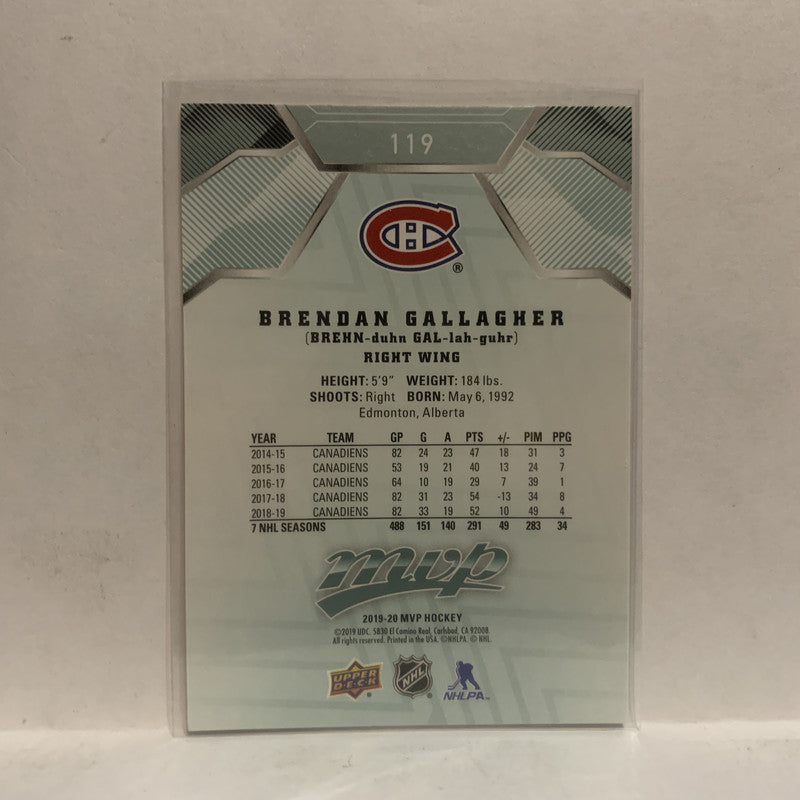 119
BRENDAN GALLAGHER
(BREHN-duhn GAL-lah-guhr)
RIGHT WING
HEIGHT: 5'9" WEIGHT: 184 lbs.
SHOOTS: Right BORN: May 6, 1992
Edmonton, Alberta
YEAR TEAM GP G A PTS +/- PIM PPG
2014-15 CANADIENS 82 24 23 47 18 31 3
2015-16 CANADIENS 53 19 21 40 13 24 7
2016-17 CANADIENS 64 10 19 29 7 39 1
2017-18 CANADIENS 82 31 23 54 -13 34 8
2018-19 CANADIENS 82 33 19 52 10 49 4
7 NHL SEASONS 488 151 140 291 49 283 34
mvp
2019-20 MVP HOCKEY
©2019 UDC. 5830 El Camino Real, Carlsbad, CA 92008.
All rights reserved. Printed in the USA. ©NHLPA. © NHL.
UPPER DECK NHL NHLPA